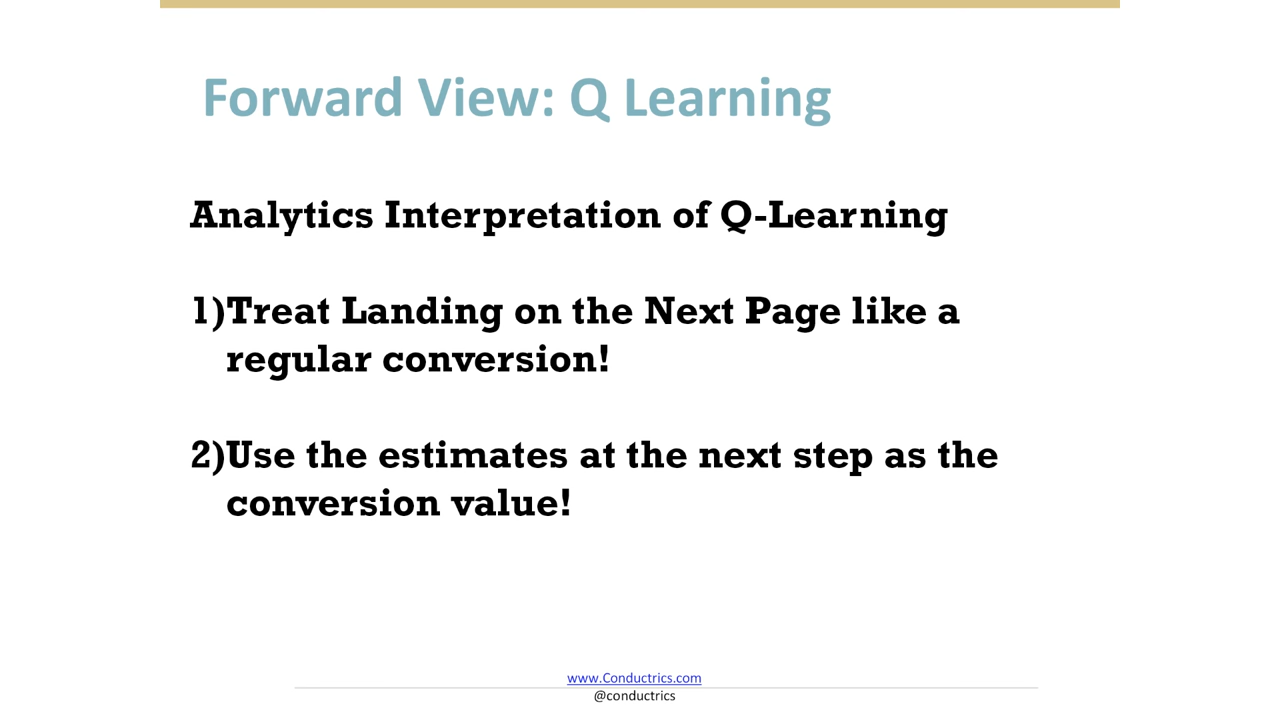 Forward View: Q Learning
Analytics Interpretation of Q-Learning
1)Treat Landing on the Next Page like a
regular conversion!
2)Use the estimates at the next step as the
conversion value!
www.Conductrics.com
@conductrics